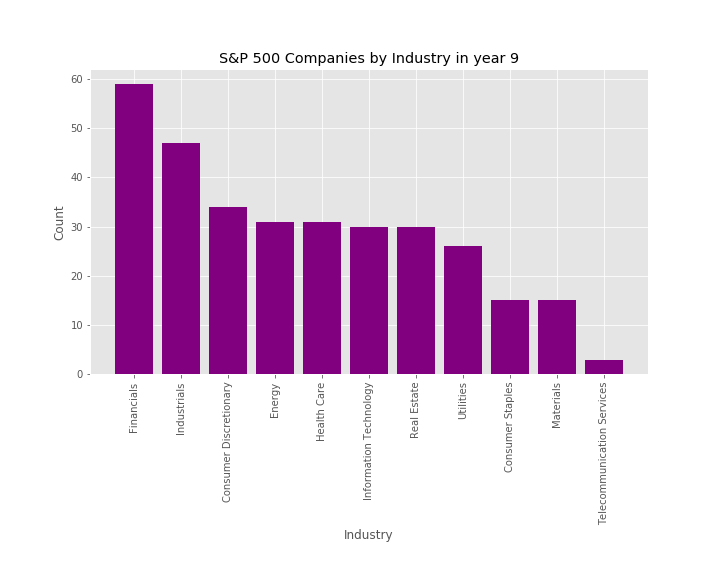 S&P 500 Companies by Industry in year 9
60
50
40
30
20
10
0
Count
Financials
Industrials
Consumer Discretionary
Energy
Health Care
Information Technology
Real Estate
Utilities
Consumer Staples
Materials
Telecommunication Services
Industry